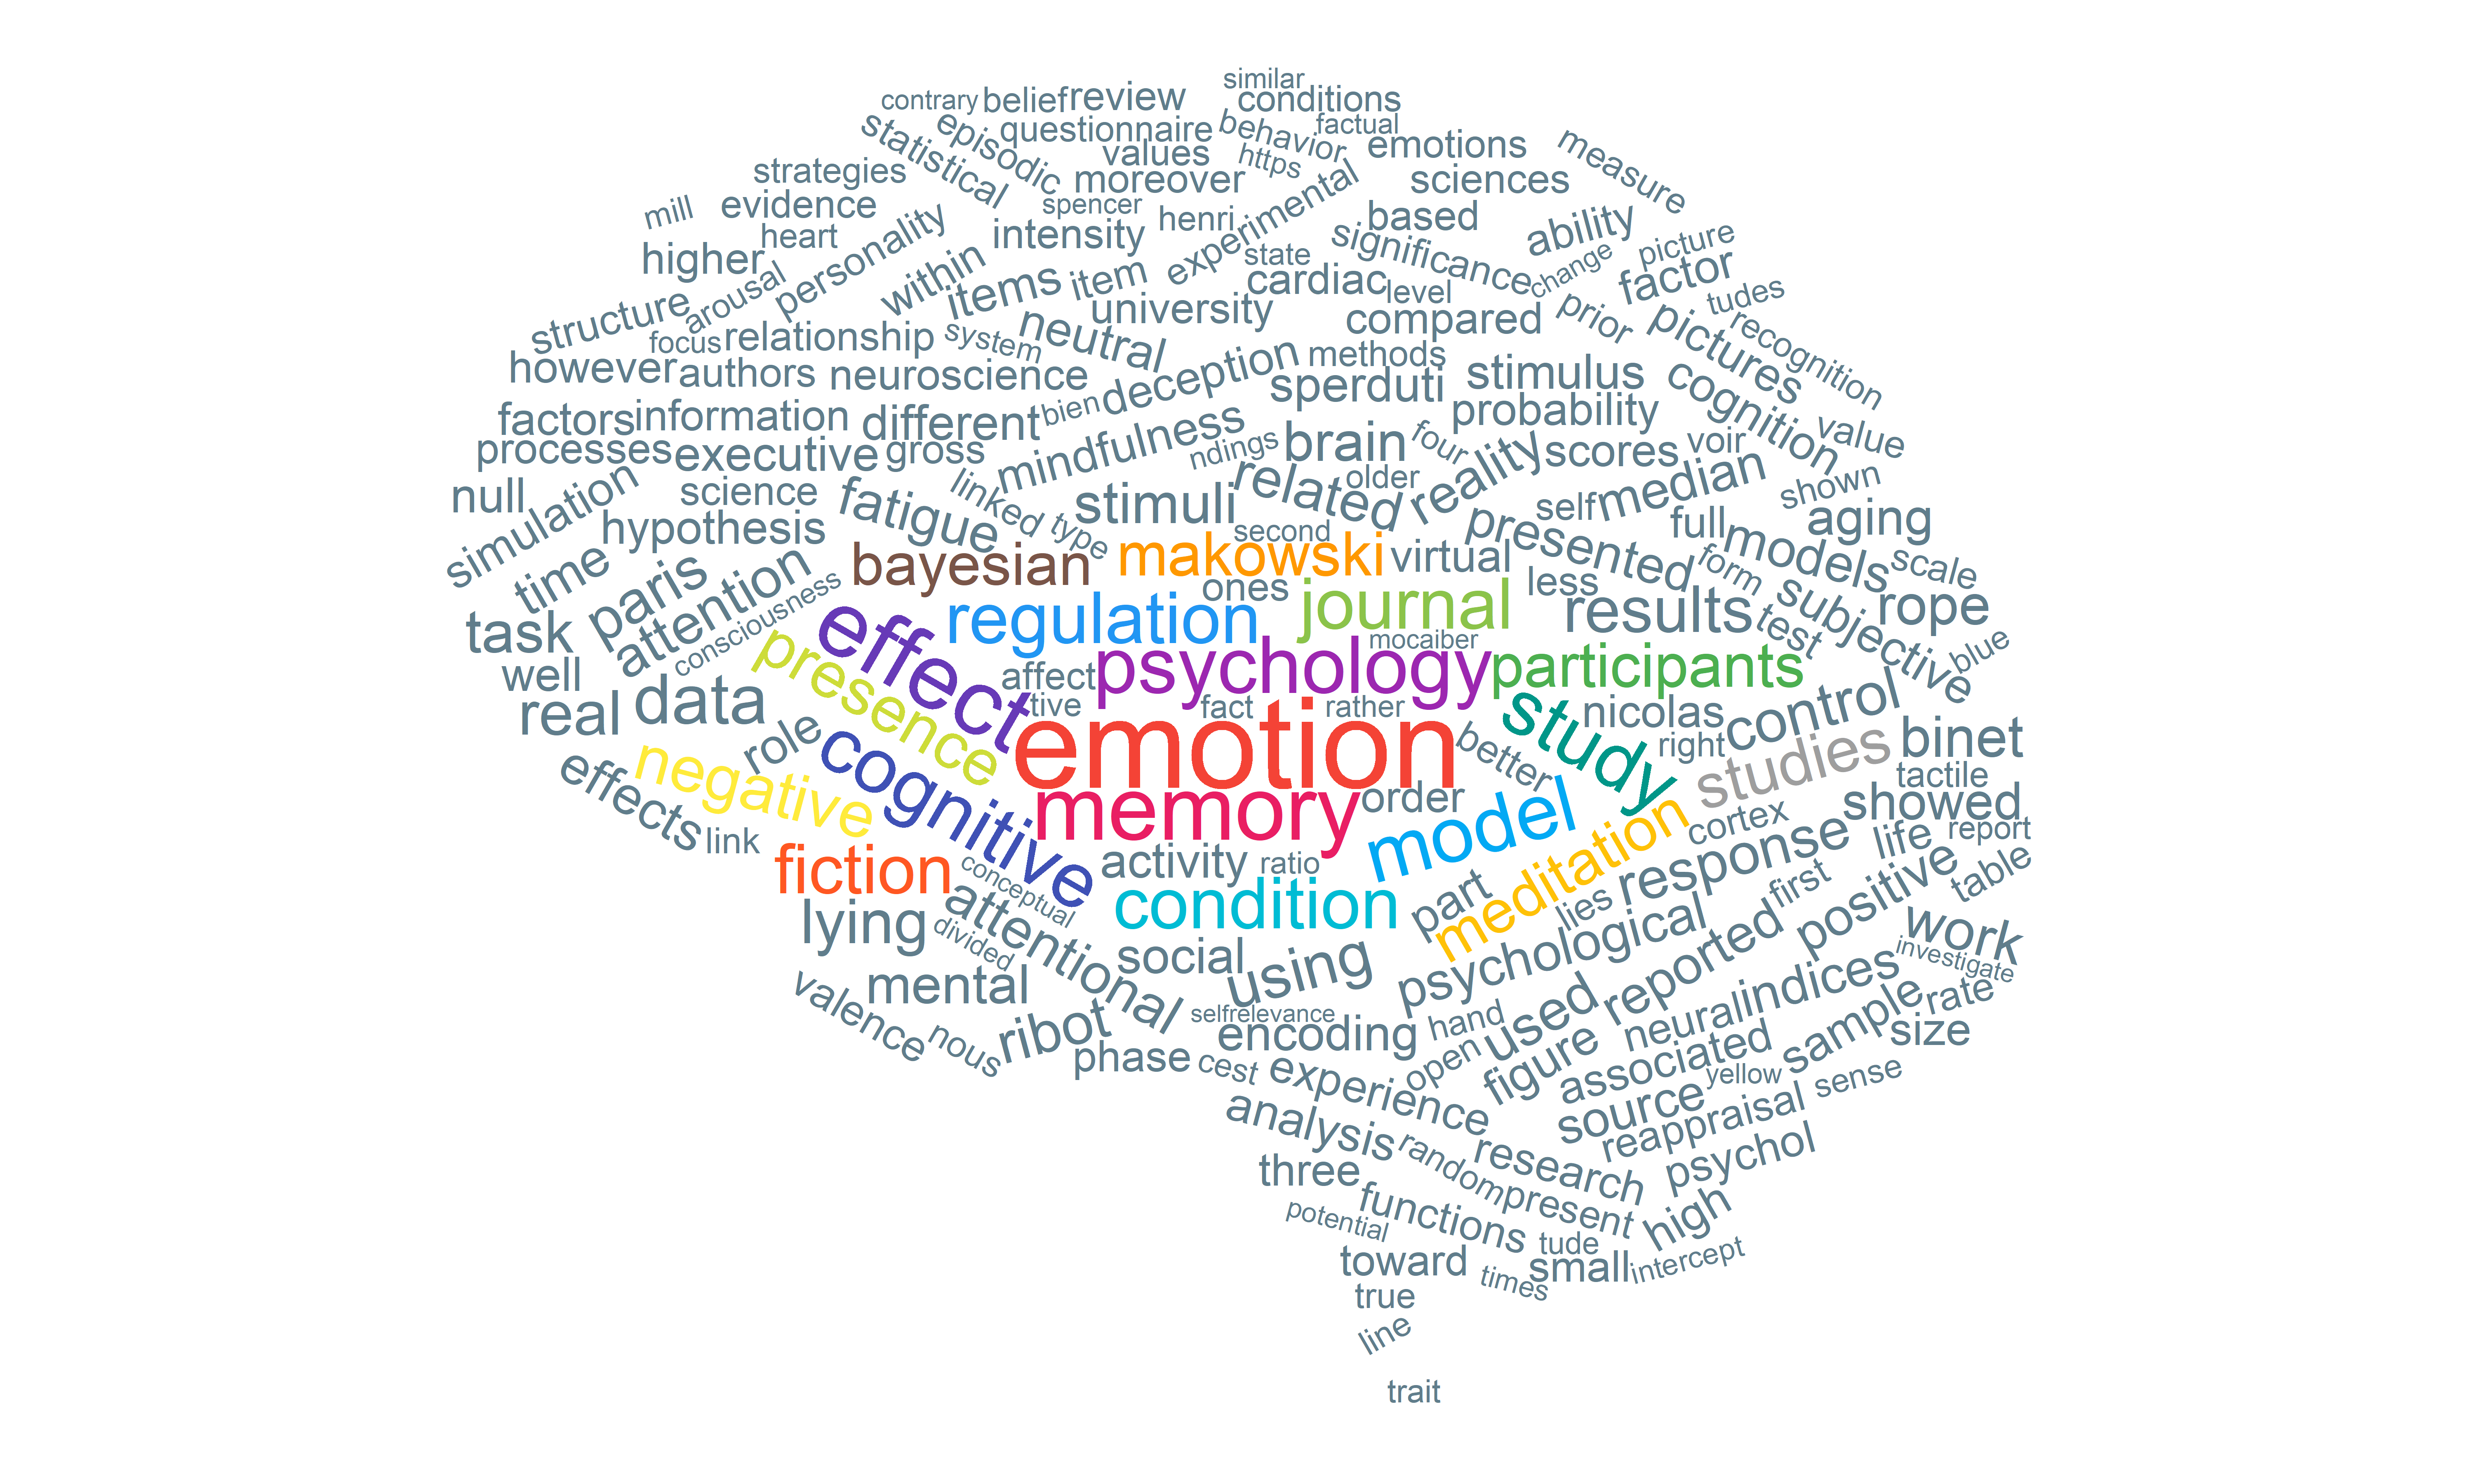 similar
contrary belief review conditions
statistical episodic questionnaire behavior factual emotions measure
strategies values https
moreover sciences
mill evidence spencer henri experimental based ability
higher heart personality intensity significance picture
within state change factor
structure arousal items item cardiac level tudes
focus relationship system neutral university compared prior pictures recognition
however authors neuroscience deception methods stimulus cognition
sperduti
factors information different bien probability
processes executive gross mindfulness ndings brain four reality scores voir value
null simulation science fatigue linked related older self median shown
hypothesis type stimuli second presented full models aging
time bayesian makowski virtual form scale
paris attention consciousness ones less subjective
task effect regulation journal results test rope
well presence affect psychology mocaiber participants blue
real data tive fact rather study nicolas control
role emotion better right studies binet
effects negative cognitive tactile
link memory order model cortex showed
fiction conceptual activity ratio meditation response life report
lying attentional condition part lies first positive table
divided social using psychological reported work
valence mental investigate
nous ribot selfrelevance encoding hand used neural indices sample rate
phase cest experience open figure associated size
analysis source yellow sense
reappraisal
three random research psychol
potential functions present high
toward tude
times small intercept
true
line
trait